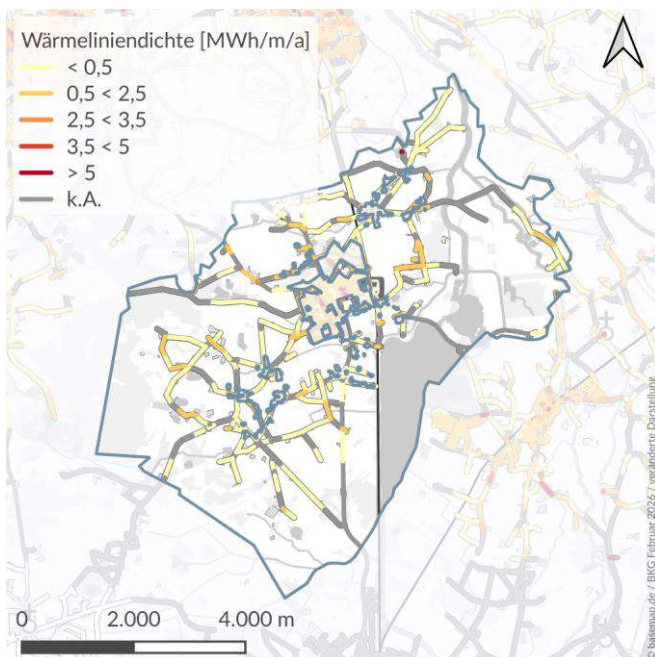 Wärmeliniendichte [MWh/m/a]
< 0,5
0,5 < 2,5
2,5 < 3,5
3,5 < 5
> 5
k.A.
0 2.000 4.000 m
© basemap.de / BKG Februar 2026 / veränderte Darstellung